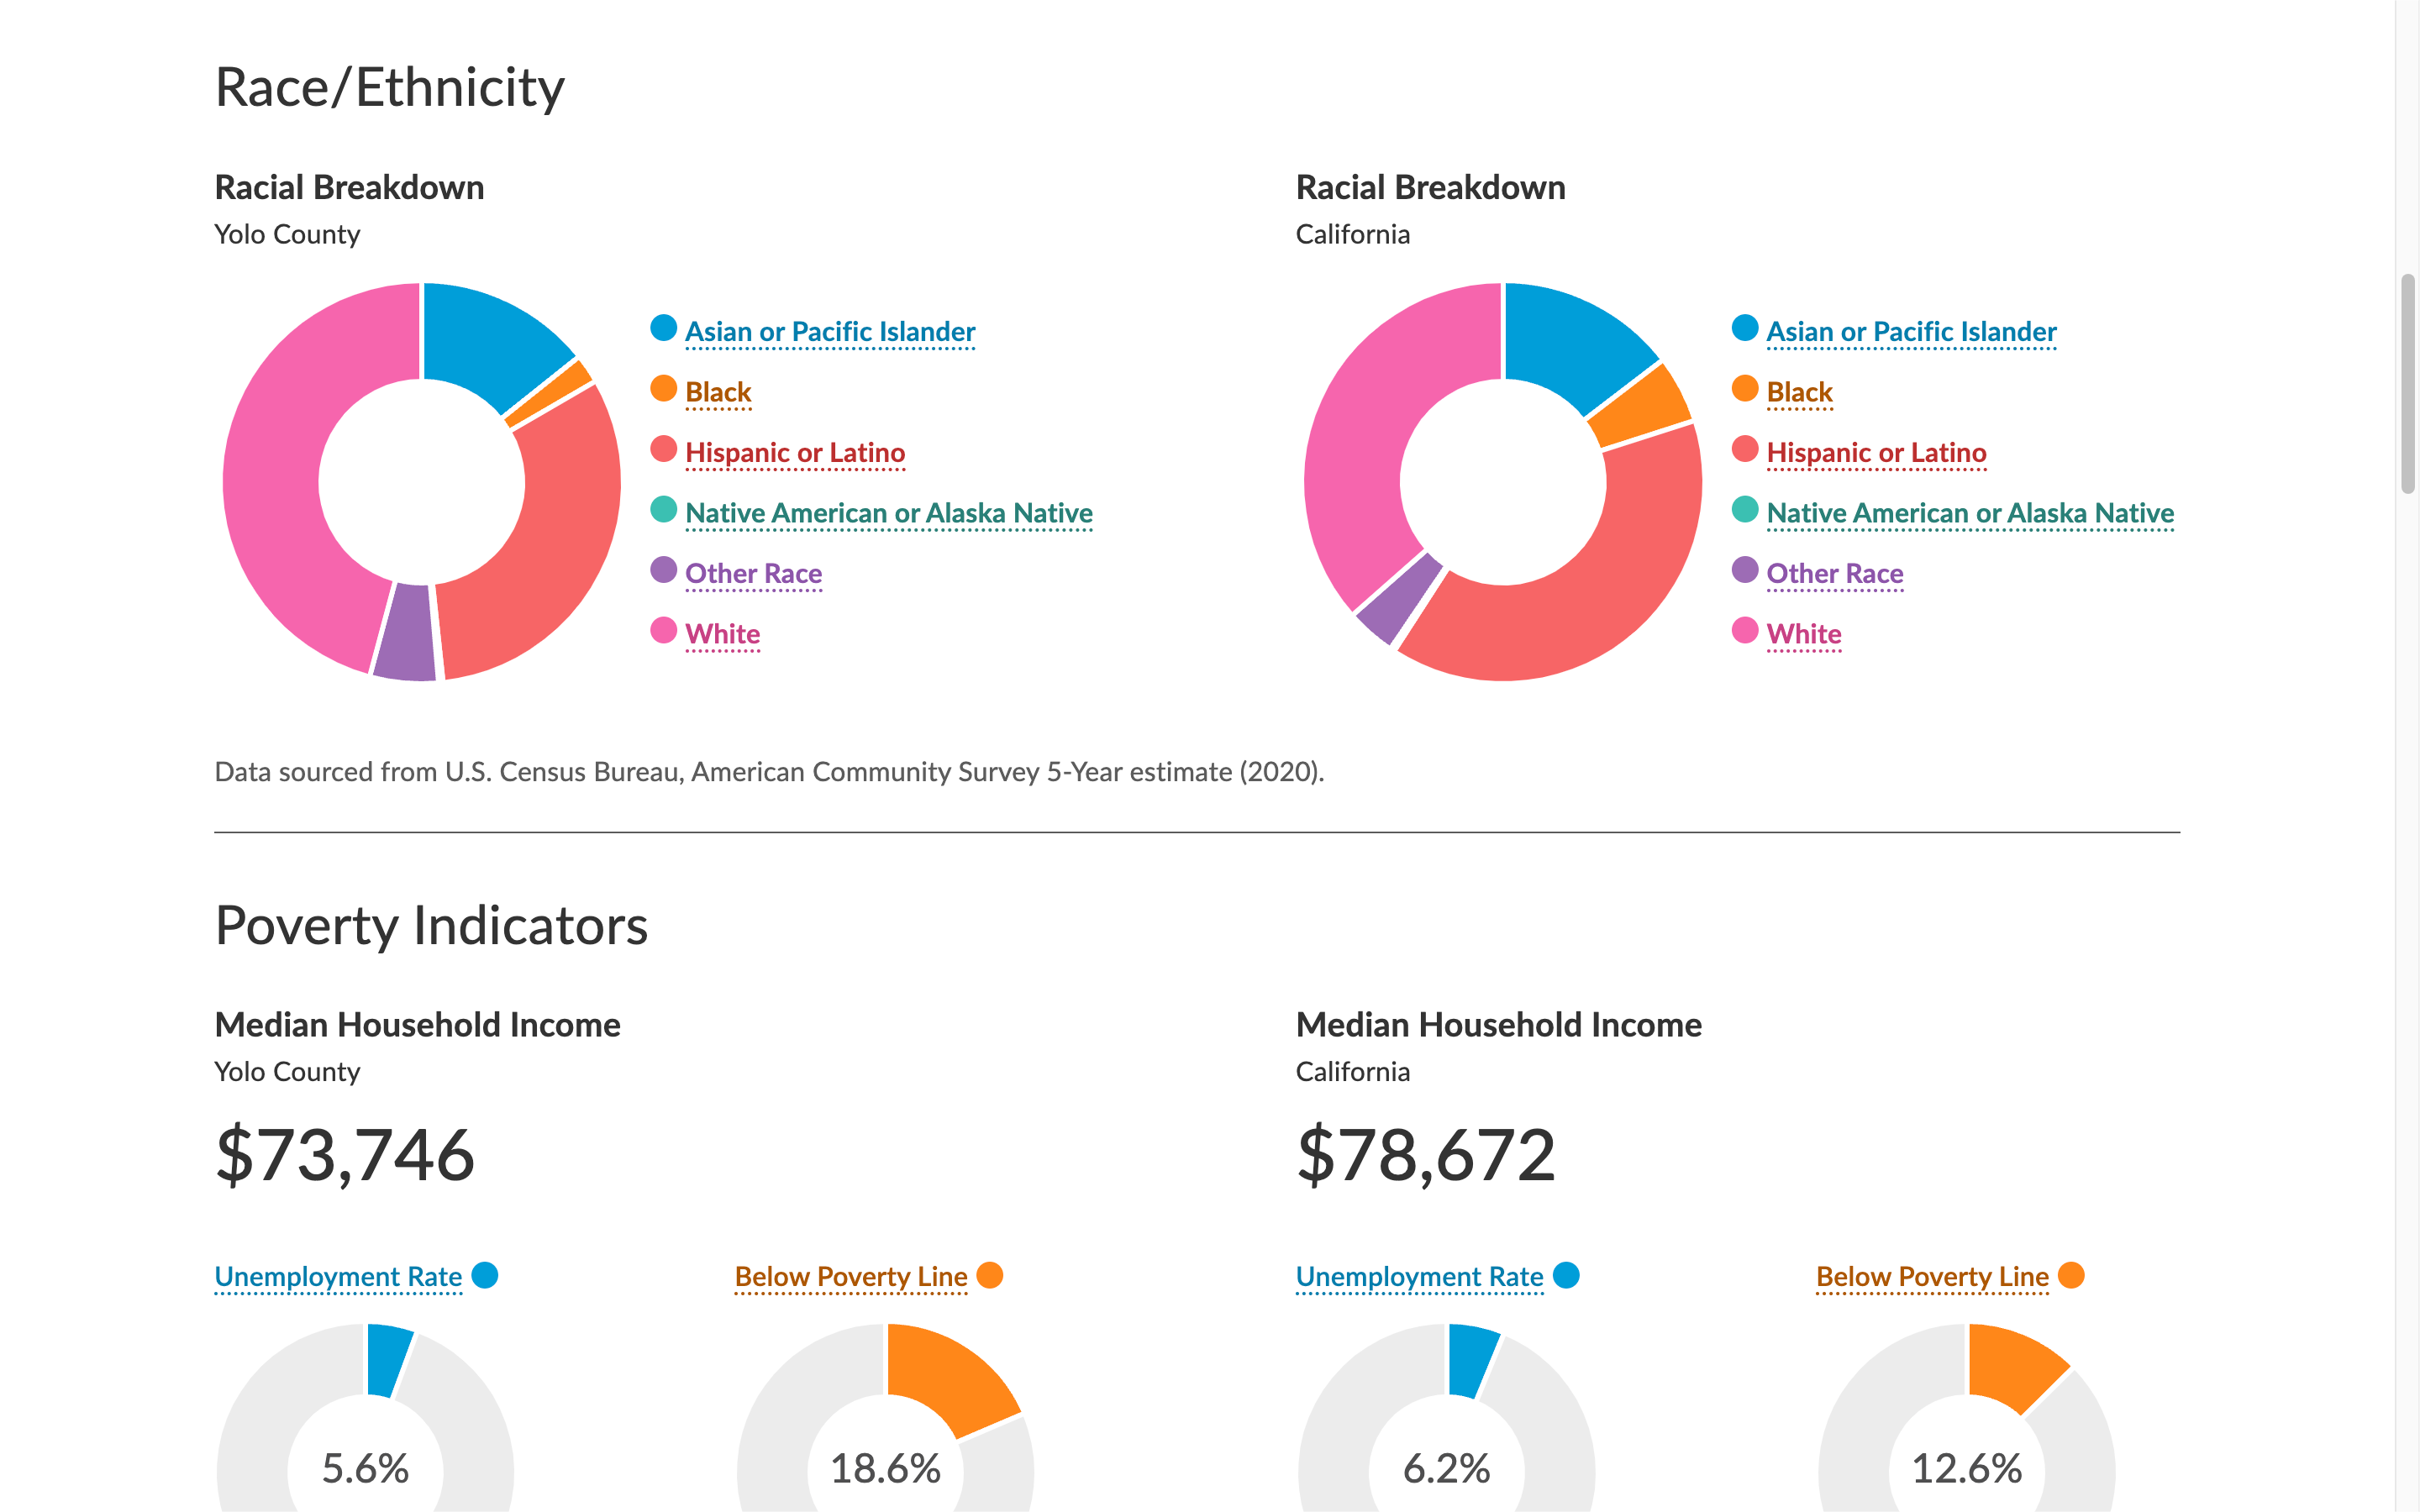 Race/Ethnicity
Racial Breakdown
Yolo County
Asian or Pacific Islander
Black
Hispanic or Latino
Native American or Alaska Native
Other Race
White
Racial Breakdown
California
Asian or Pacific Islander
Black
Hispanic or Latino
Native American or Alaska Native
Other Race
White
Data sourced from U.S. Census Bureau, American Community Survey 5-Year estimate (2020).
Poverty Indicators
Median Household Income
Yolo County
$73,746
Unemployment Rate
5.6%
Below Poverty Line
18.6%
Median Household Income
California
$78,672
Unemployment Rate
6.2%
Below Poverty Line
12.6%